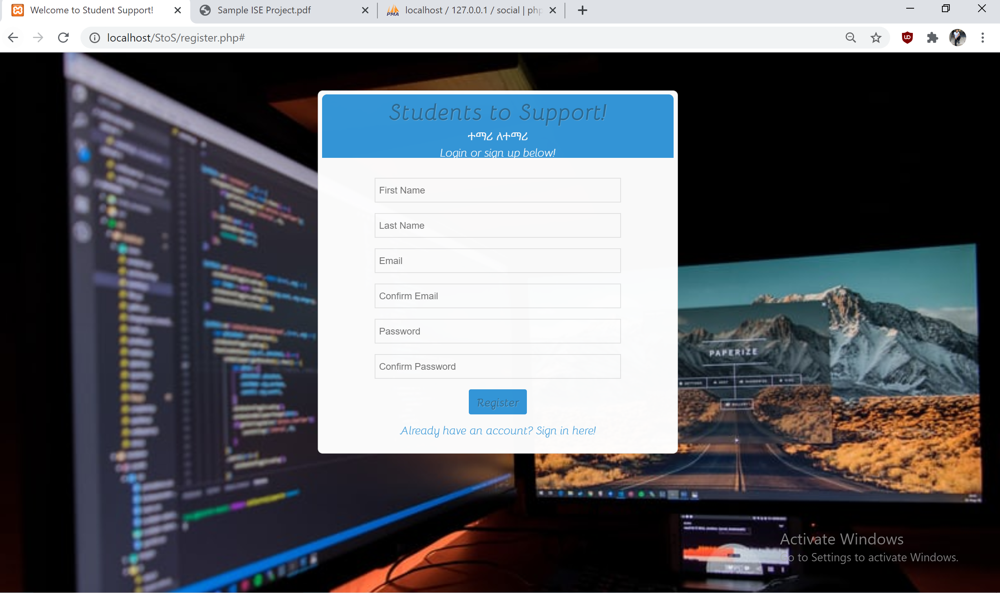 Welcome to Student Support!
Sample ISE Project.pdf
localhost / 127.0.0.1 / social | php
localhost/StoS/register.php#
Students to Support!
ተማሪ ለተማሪ
Login or sign up below!
First Name
Last Name
Email
Confirm Email
Password
Confirm Password
Register
Already have an account? Sign in here!
PAPERIZE
Activate Windows
Go to Settings to activate Windows.